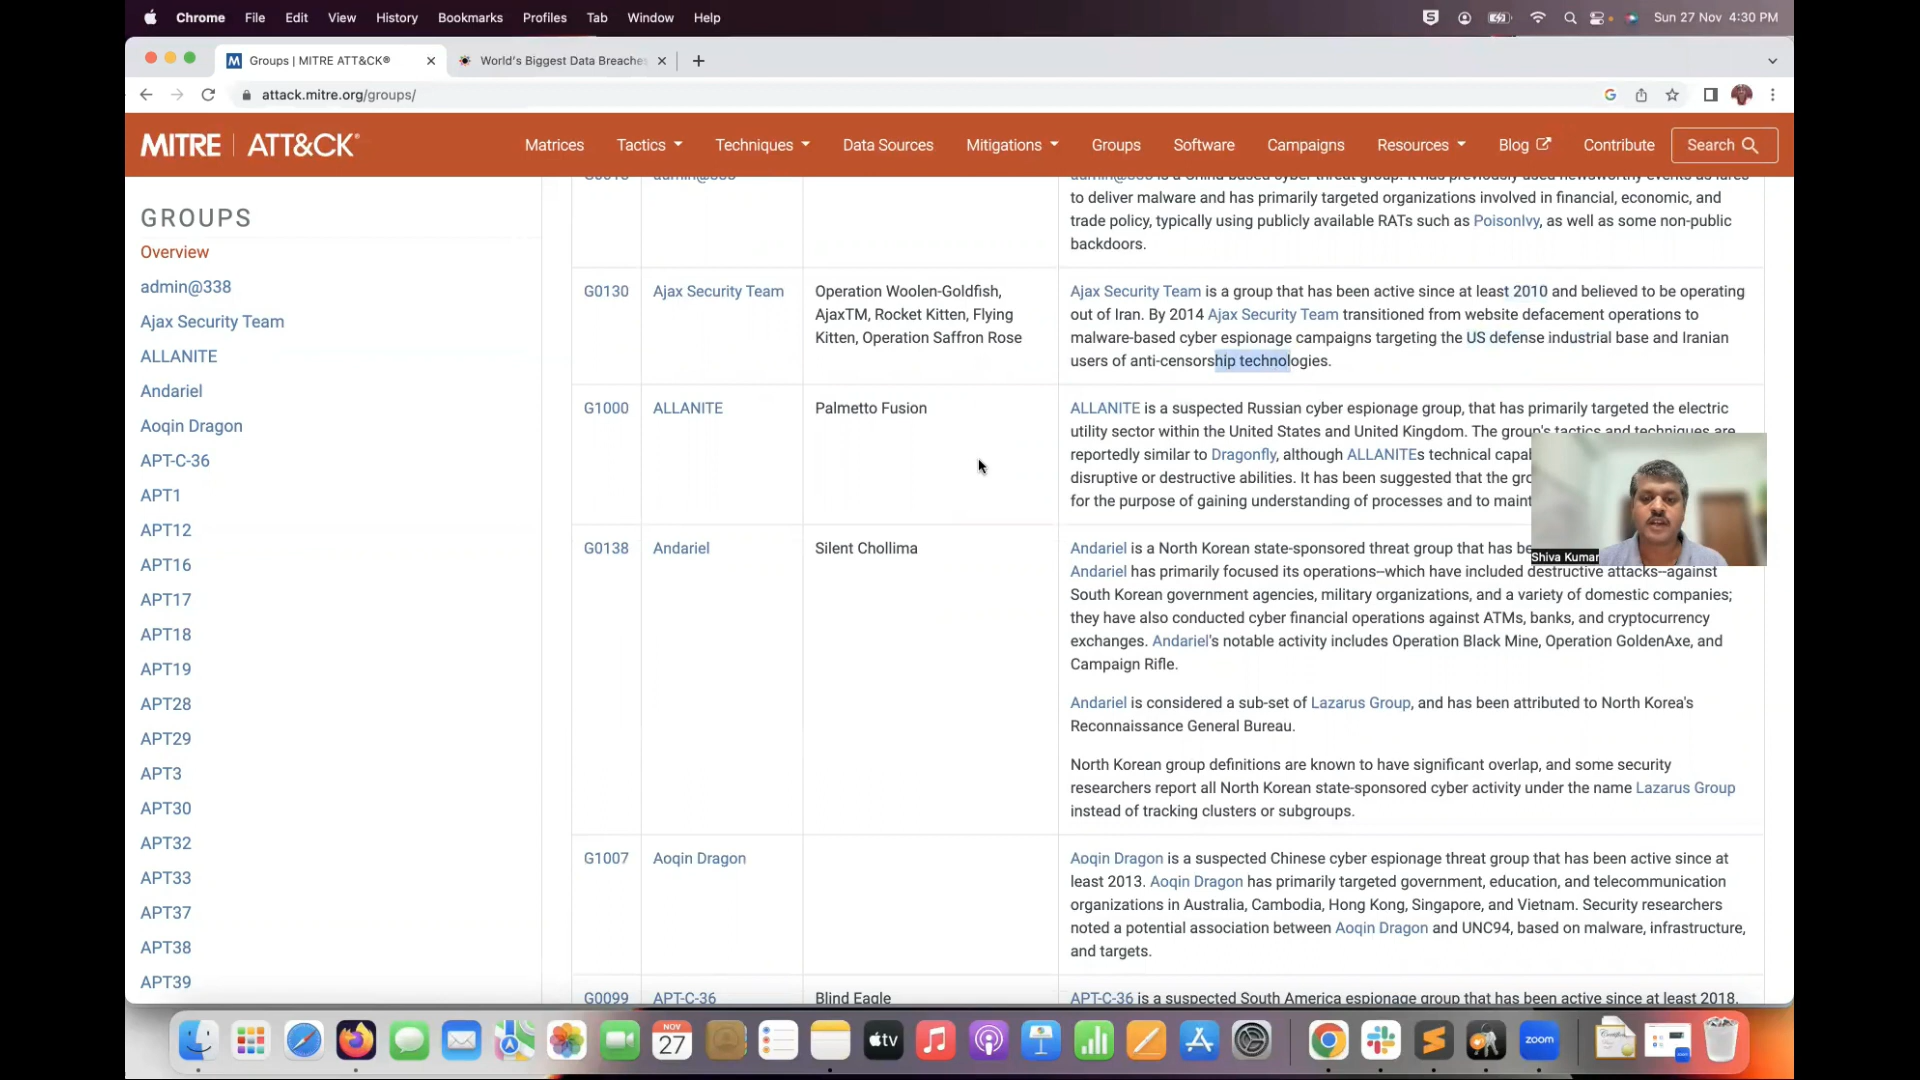 Chrome File Edit View History Bookmarks Profiles Tab Window Help Sun 27 Nov 4:30 PM
Groups | MITRE ATT&CK® World's Biggest Data Breaches
attack.mitre.org/groups/
MITRE | ATT&CK® Matrices Tactics Techniques Data Sources Mitigations Groups Software Campaigns Resources Blog Contribute Search
GROUPS
Overview
admin@338
Ajax Security Team
ALLANITE
Andariel
Aoqin Dragon
APT-C-36
APT1
APT12
APT16
APT17
APT18
APT19
APT28
APT29
APT3
APT30
APT32
APT33
APT37
APT38
APT39
to deliver malware and has primarily targeted organizations involved in financial, economic, and
trade policy, typically using publicly available RATs such as PoisonIvy, as well as some non-public
backdoors.
G0130
Ajax Security Team
Operation Woolen-Goldfish,
AjaxTM, Rocket Kitten, Flying
Kitten, Operation Saffron Rose
Ajax Security Team is a group that has been active since at least 2010 and believed to be operating
out of Iran. By 2014 Ajax Security Team transitioned from website defacement operations to
malware-based cyber espionage campaigns targeting the US defense industrial base and Iranian
users of anti-censorship technologies.
G1000
ALLANITE
Palmetto Fusion
ALLANITE is a suspected Russian cyber espionage group, that has primarily targeted the electric
utility sector within the United States and United Kingdom. The group's tactics and techniques are
reportedly similar to Dragonfly, although ALLANITEs technical capa
disruptive or destructive abilities. It has been suggested that the gro
for the purpose of gaining understanding of processes and to maint
Shiva Kumar
G0138
Andariel
Silent Chollima
Andariel is a North Korean state-sponsored threat group that has be
Andariel has primarily focused its operations--which have included destructive attacks--against
South Korean government agencies, military organizations, and a variety of domestic companies;
they have also conducted cyber financial operations against ATMs, banks, and cryptocurrency
exchanges. Andariel's notable activity includes Operation Black Mine, Operation GoldenAxe, and
Campaign Rifle.
Andariel is considered a sub-set of Lazarus Group, and has been attributed to North Korea's
Reconnaissance General Bureau.
North Korean group definitions are known to have significant overlap, and some security
researchers report all North Korean state-sponsored cyber activity under the name Lazarus Group
instead of tracking clusters or subgroups.
G1007
Aoqin Dragon
Aoqin Dragon is a suspected Chinese cyber espionage threat group that has been active since at
least 2013. Aoqin Dragon has primarily targeted government, education, and telecommunication
organizations in Australia, Cambodia, Hong Kong, Singapore, and Vietnam. Security researchers
noted a potential association between Aoqin Dragon and UNC94, based on malware, infrastructure,
and targets.
G0099
APT-C-36
Blind Eagle
APT-C-36 is a suspected South America espionage group that has been active since at least 2018.
NOV
27
tv
zoom